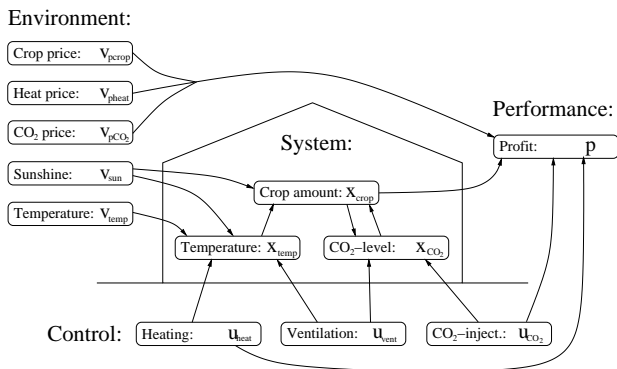 Environment:
Crop price: v_pcrop
Heat price: v_pheat
CO₂ price: v_pCO₂
Sunshine: v_sun
Temperature: v_temp
System:
Crop amount: x_crop
Temperature: x_temp
CO₂–level: x_CO₂
Performance:
Profit: p
Control:
Heating: u_heat
Ventilation: u_vent
CO₂–inject.: u_CO₂